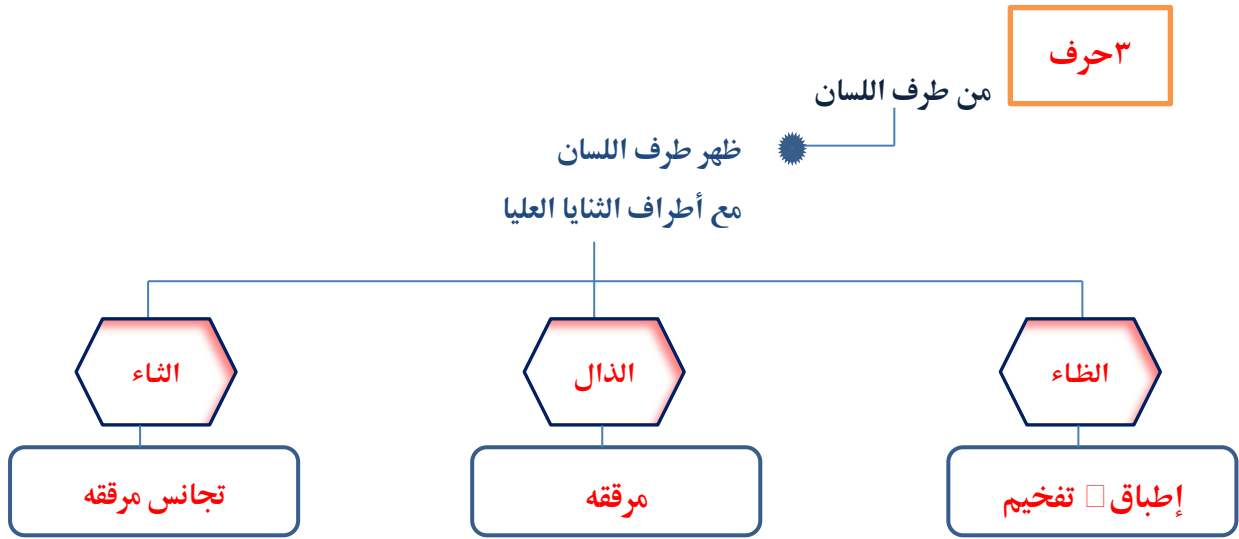 ٣حرف
من طرف اللسان
ظهر طرف اللسان
مع أطراف الثنايا العليا
الظاء
الذال
الثاء
إطباق□ تفخيم
مرققه
تجانس مرققه